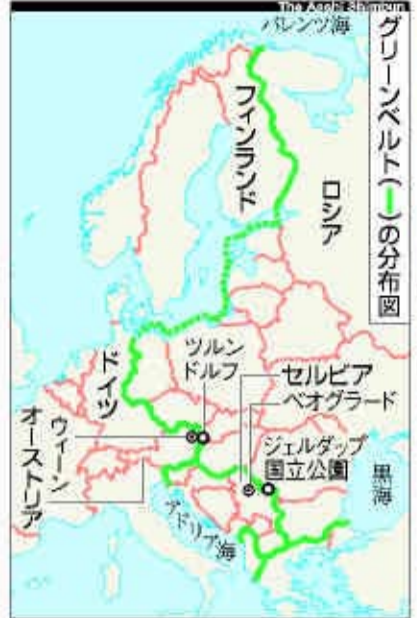 The Asahi Shimbun
グリーンベルト(ー)の分布図
バレンツ海
フィンランド
ロシア
ドイツ
ツルン
ドルフ
セルビア
ベオグラード
ジェルダップ
国立公園
黒海
ウィーン
オーストリア
アドリア海